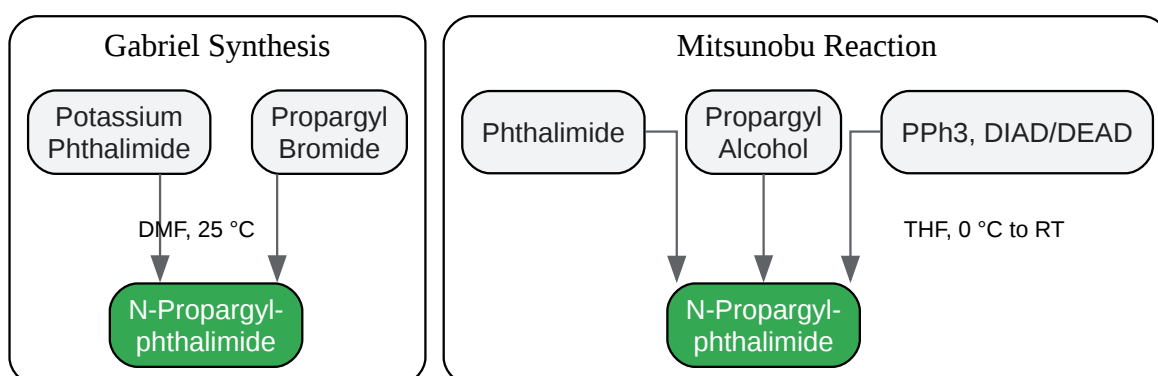 Gabriel Synthesis
Potassium
Phthalimide
Propargyl
Bromide
DMF, 25 °C
N-Propargyl-
phthalimide
Mitsunobu Reaction
Phthalimide
Propargyl
Alcohol
PPh3, DIAD/DEAD
THF, 0 °C to RT
N-Propargyl-
phthalimide